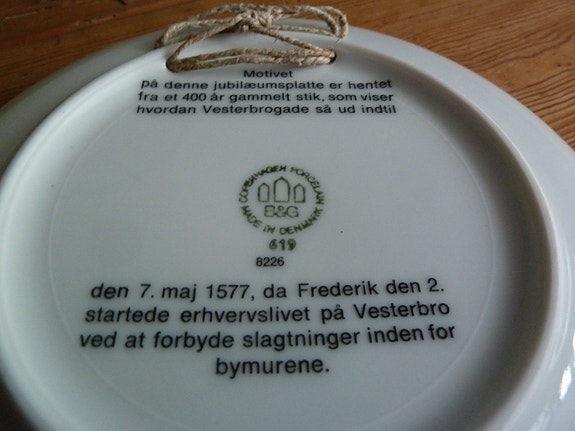 Motivet
på denne jubilæumsplatte er hentet
fra et 400 år gammelt stik, som viser
hvordan Vesterbrogade så ud indtil
COPENHAGEN PORCELAIN
B&G
MADE IN DENMARK
619
8226
den 7. maj 1577, da Frederik den 2.
startede erhvervslivet på Vesterbro
ved at forbyde slagtninger inden for
bymurene.